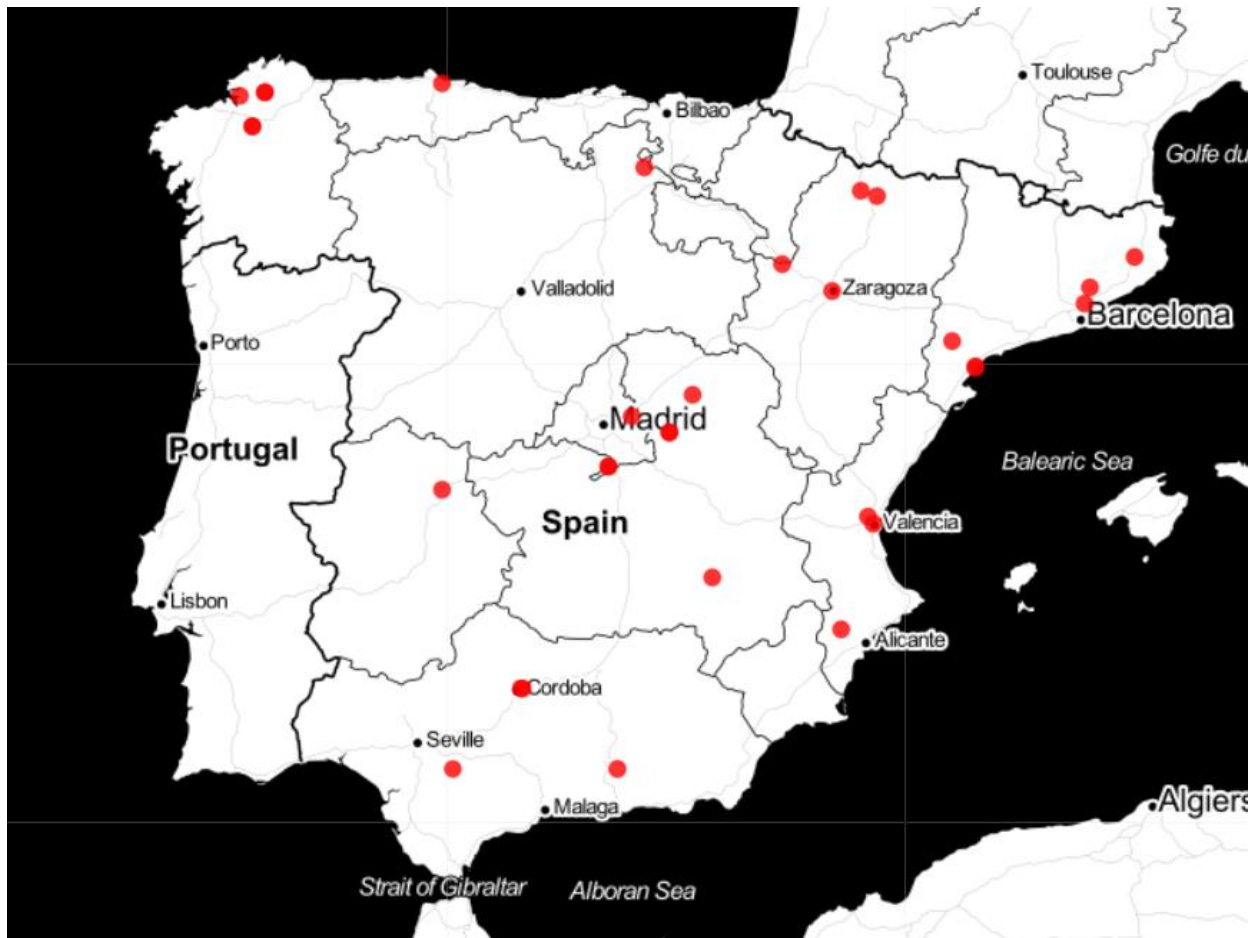 Toulouse
Bilbao
Golfe du
Valladolid
Zaragoza
Barcelona
Porto
Madrid
Portugal
Balearic Sea
Spain
Valencia
Lisbon
Alicante
Cordoba
Seville
Malaga
Algiers
Strait of Gibraltar
Alboran Sea